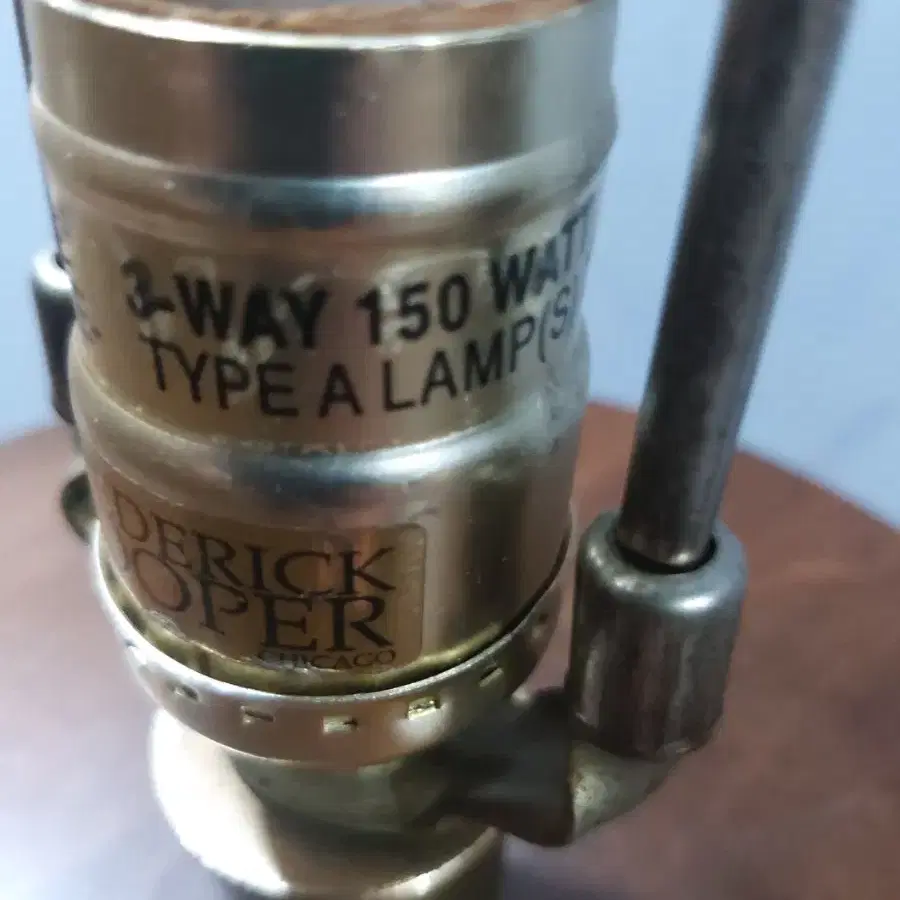 3-WAY 150 WATT
TYPE A LAMP(S)
DERICK
OPER
CHICAGO